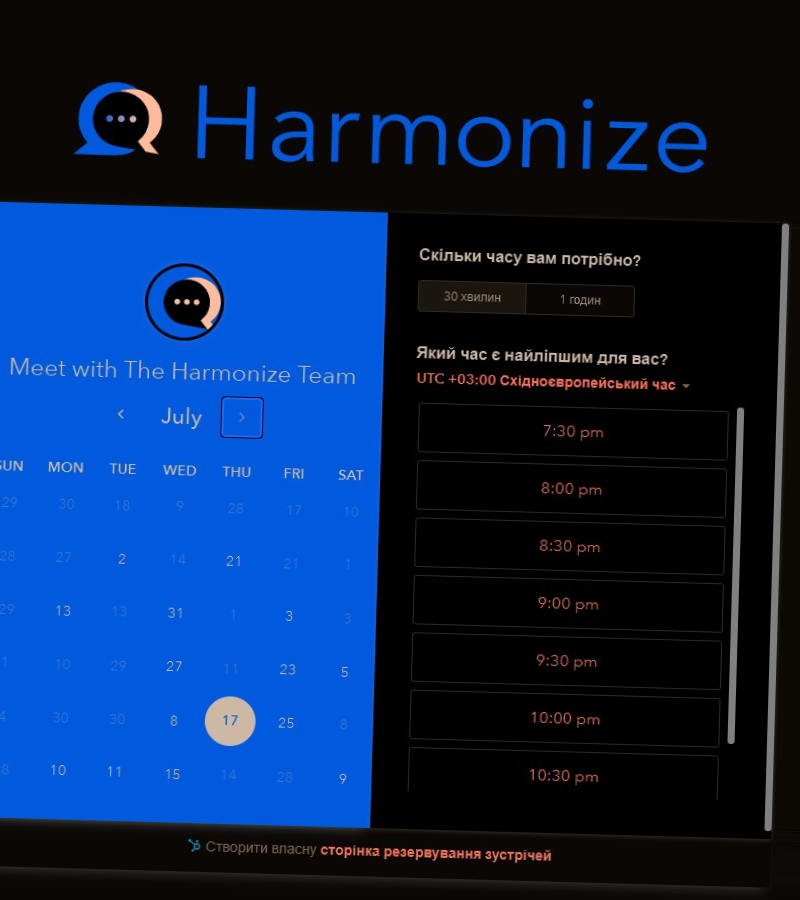 Harmonize
Meet with The Harmonize Team
July
SUN MON TUE WED THU FRI SAT
29 30 18 9 28 17 10
28 27 2 14 21 21 1
29 13 13 31 1 3 3
1 10 29 27 11 23 5
4 30 30 8 17 25 8
8 10 11 15 14 28 9
Скільки часу вам потрібно?
30 хвилин 1 годин
Який час є найліпшим для вас?
UTC +03:00 Східноєвропейський час
7:30 pm
8:00 pm
8:30 pm
9:00 pm
9:30 pm
10:00 pm
10:30 pm
Створити власну сторінка резервування зустрічей